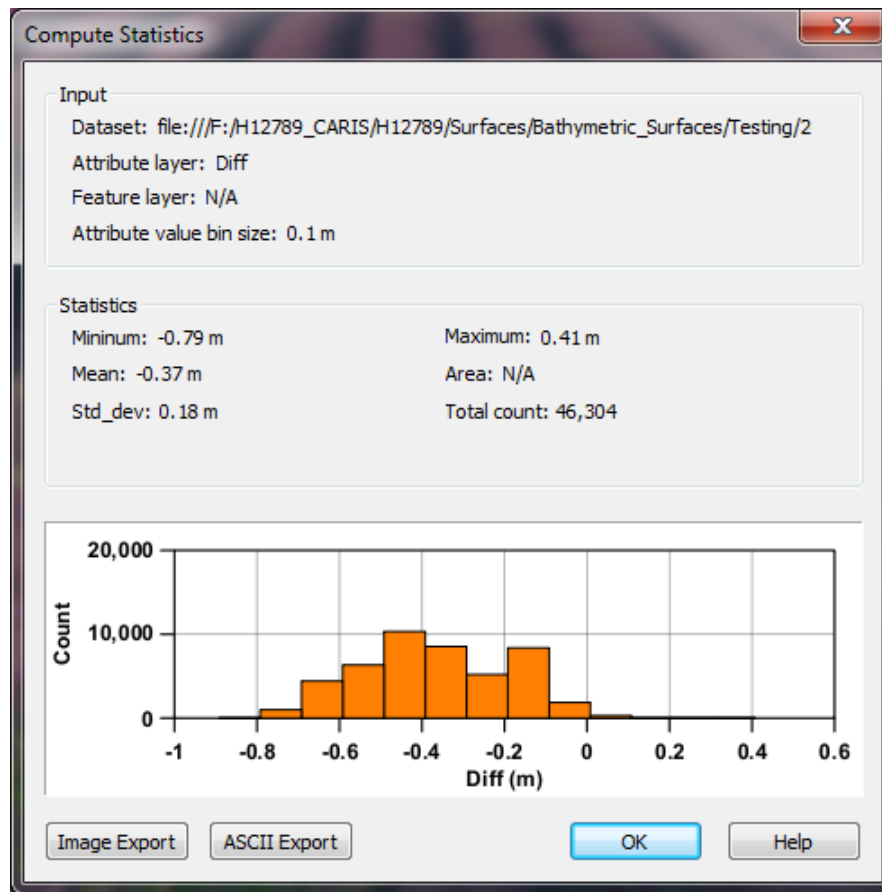 Compute Statistics
X
Input
Dataset: file:///F:/H12789_CARIS/H12789/Surfaces/Bathymetric_Surfaces/Testing/2
Attribute layer: Diff
Feature layer: N/A
Attribute value bin size: 0.1 m
Statistics
Mininum: -0.79 m Maximum: 0.41 m
Mean: -0.37 m Area: N/A
Std_dev: 0.18 m Total count: 46,304
20,000
10,000
0
Count
-1 -0.8 -0.6 -0.4 -0.2 0 0.2 0.4 0.6
Diff (m)
Image Export ASCII Export OK Help